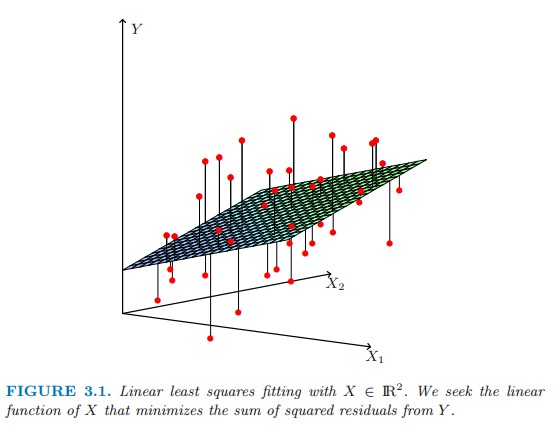 Y
X₂
X₁
FIGURE 3.1. Linear least squares fitting with X ∈ ℝ². We seek the linear
function of X that minimizes the sum of squared residuals from Y.